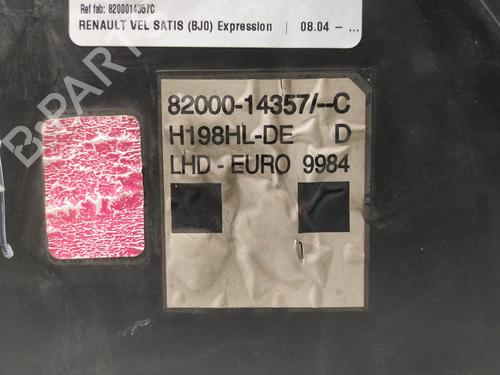 Ref fab: 8200014357C
RENAULT VEL SATIS (BJ0) Expression 08.04 - ...
82000-14357/--C
H198HL-DE D
LHD - EURO 9984